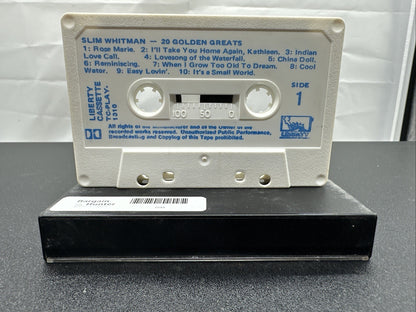 SLIM WHITMAN — 20 GOLDEN GREATS
1: Rose Marie. 2: I'll Take You Home Again, Kathleen. 3: Indian
Love Call. 4: Lovesong of the Waterfall. 5: China Doll.
6: Reminiscing. 7: When I Grow Too Old To Dream. 8: Cool
Water. 9: Easy Lovin'. 10: It's a Small World.
LIBERTY
CASSETTE
TC-PLAY-
1310
SIDE
1
100 50 0
LIBERTY
All rights of the and of the Owner of the
recorded works reserved. Unauthorized Public Performance,
Broadcasting and Copying of this Tape prohibited.
Bargain
Hunter